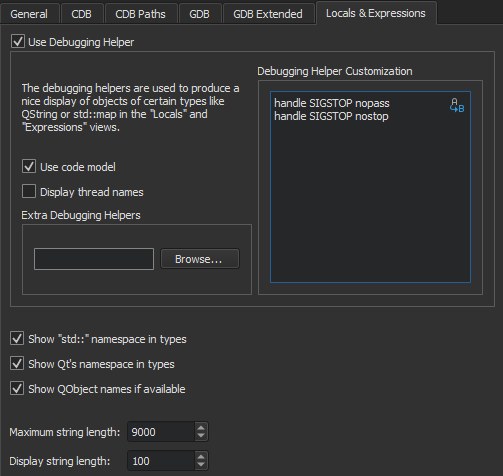 General
CDB
CDB Paths
GDB
GDB Extended
Locals & Expressions
Use Debugging Helper
The debugging helpers are used to produce a
nice display of objects of certain types like
QString or std::map in the "Locals" and
"Expressions" views.
Use code model
Display thread names
Extra Debugging Helpers
Browse...
Debugging Helper Customization
handle SIGSTOP nopass
handle SIGSTOP nostop
A
B
Show "std::" namespace in types
Show Qt's namespace in types
Show QObject names if available
Maximum string length: 9000
Display string length: 100